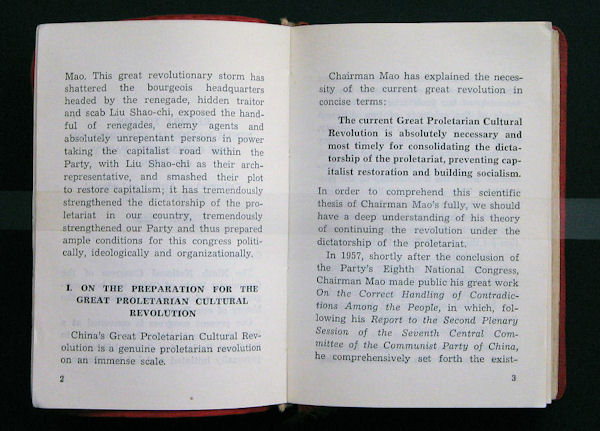 Mao. This great revolutionary storm has
shattered the bourgeois headquarters
headed by the renegade, hidden traitor
and scab Liu Shao-chi, exposed the hand-
ful of renegades, enemy agents and
absolutely unrepentant persons in power
taking the capitalist road within the
Party, with Liu Shao-chi as their arch-
representative, and smashed their plot
to restore capitalism; it has tremendously
strengthened the dictatorship of the pro-
letariat in our country, tremendously
strengthened our Party and thus prepared
ample conditions for this congress politi-
cally, ideologically and organizationally.
I. ON THE PREPARATION FOR THE
GREAT PROLETARIAN CULTURAL
REVOLUTION
China's Great Proletarian Cultural Rev-
olution is a genuine proletarian revolution
on an immense scale.
2
Chairman Mao has explained the neces-
sity of the current great revolution in
concise terms:
The current Great Proletarian Cultural
Revolution is absolutely necessary and
most timely for consolidating the dicta-
torship of the proletariat, preventing cap-
italist restoration and building socialism.
In order to comprehend this scientific
thesis of Chairman Mao's fully, we should
have a deep understanding of his theory
of continuing the revolution under the
dictatorship of the proletariat.
In 1957, shortly after the conclusion of
the Party's Eighth National Congress,
Chairman Mao made public his great work
On the Correct Handling of Contradic-
tions Among the People, in which, fol-
lowing his Report to the Second Plenary
Session of the Seventh Central Com-
mittee of the Communist Party of China,
he comprehensively set forth the exist-
3